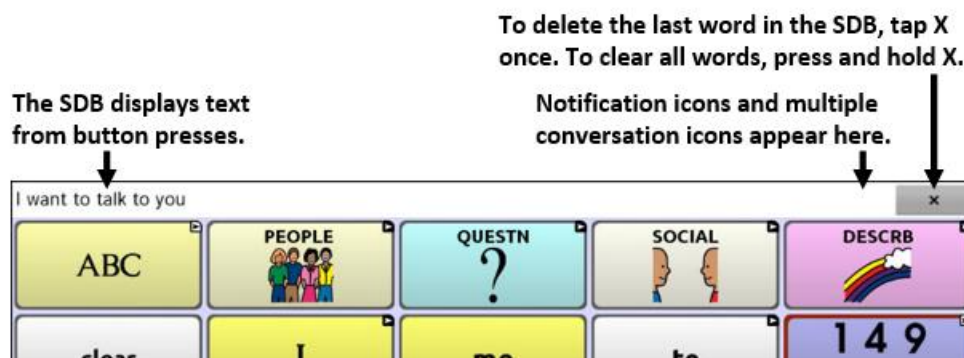 To delete the last word in the SDB, tap X
once. To clear all words, press and hold X.
The SDB displays text
from button presses.
Notification icons and multiple
conversation icons appear here.
I want to talk to you
×
ABC
PEOPLE
QUESTN
?
SOCIAL
DESCRB
clear
I
me
to
1 4 9